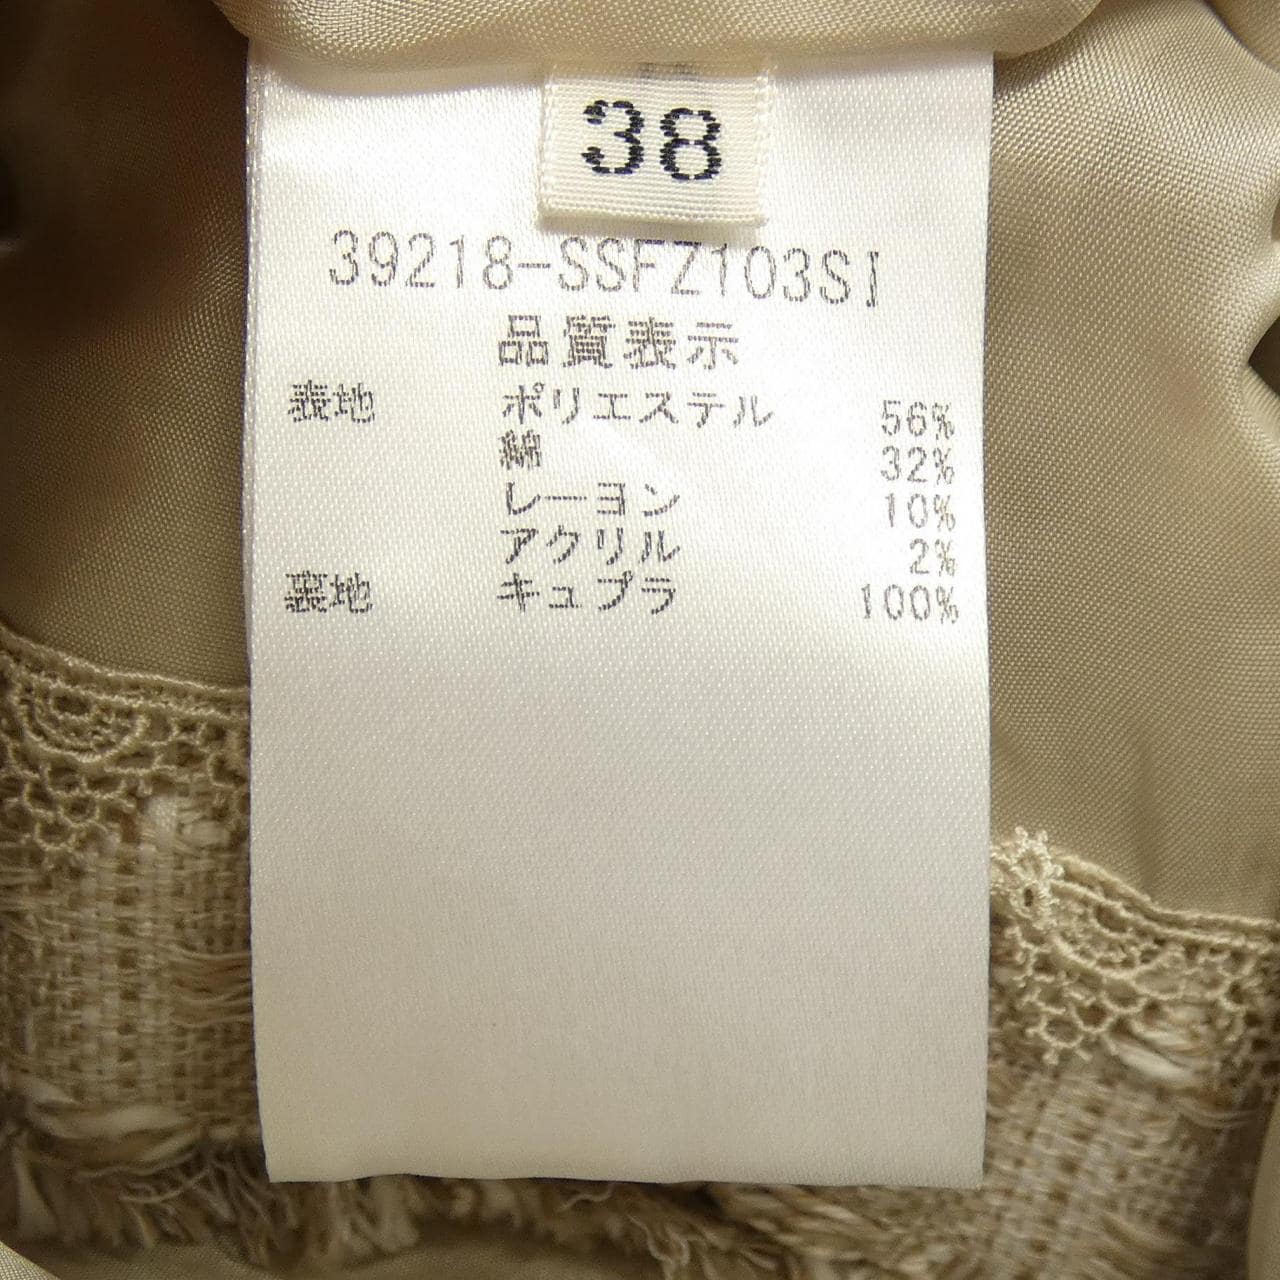 38
39218-SSFZ103SI
品質表示
表地 ポリエステル 56%
綿 32%
レーヨン 10%
アクリル 2%
裏地 キュプラ 100%